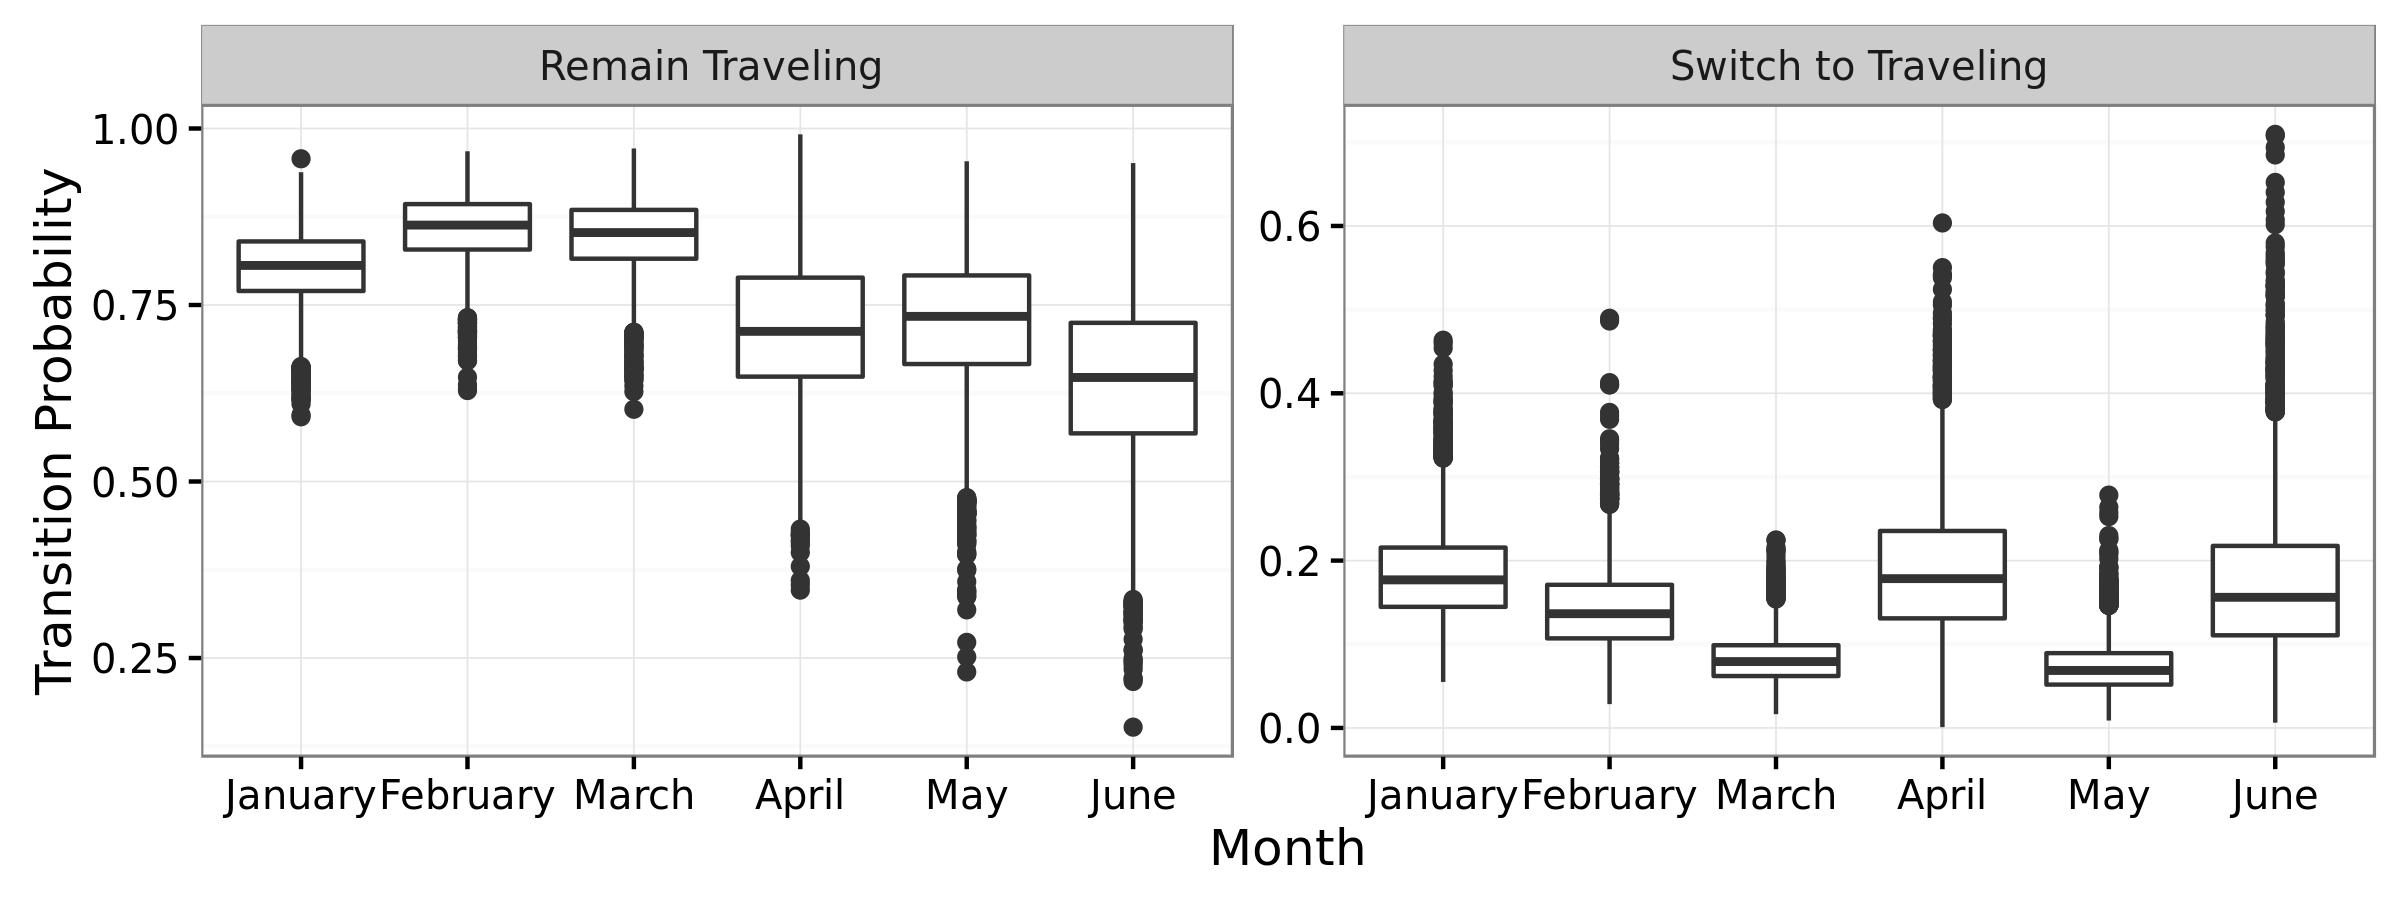 Remain Traveling
Switch to Traveling
Transition Probability
1.00
0.75
0.50
0.25
0.6
0.4
0.2
0.0
January February March April May June
January February March April May June
Month